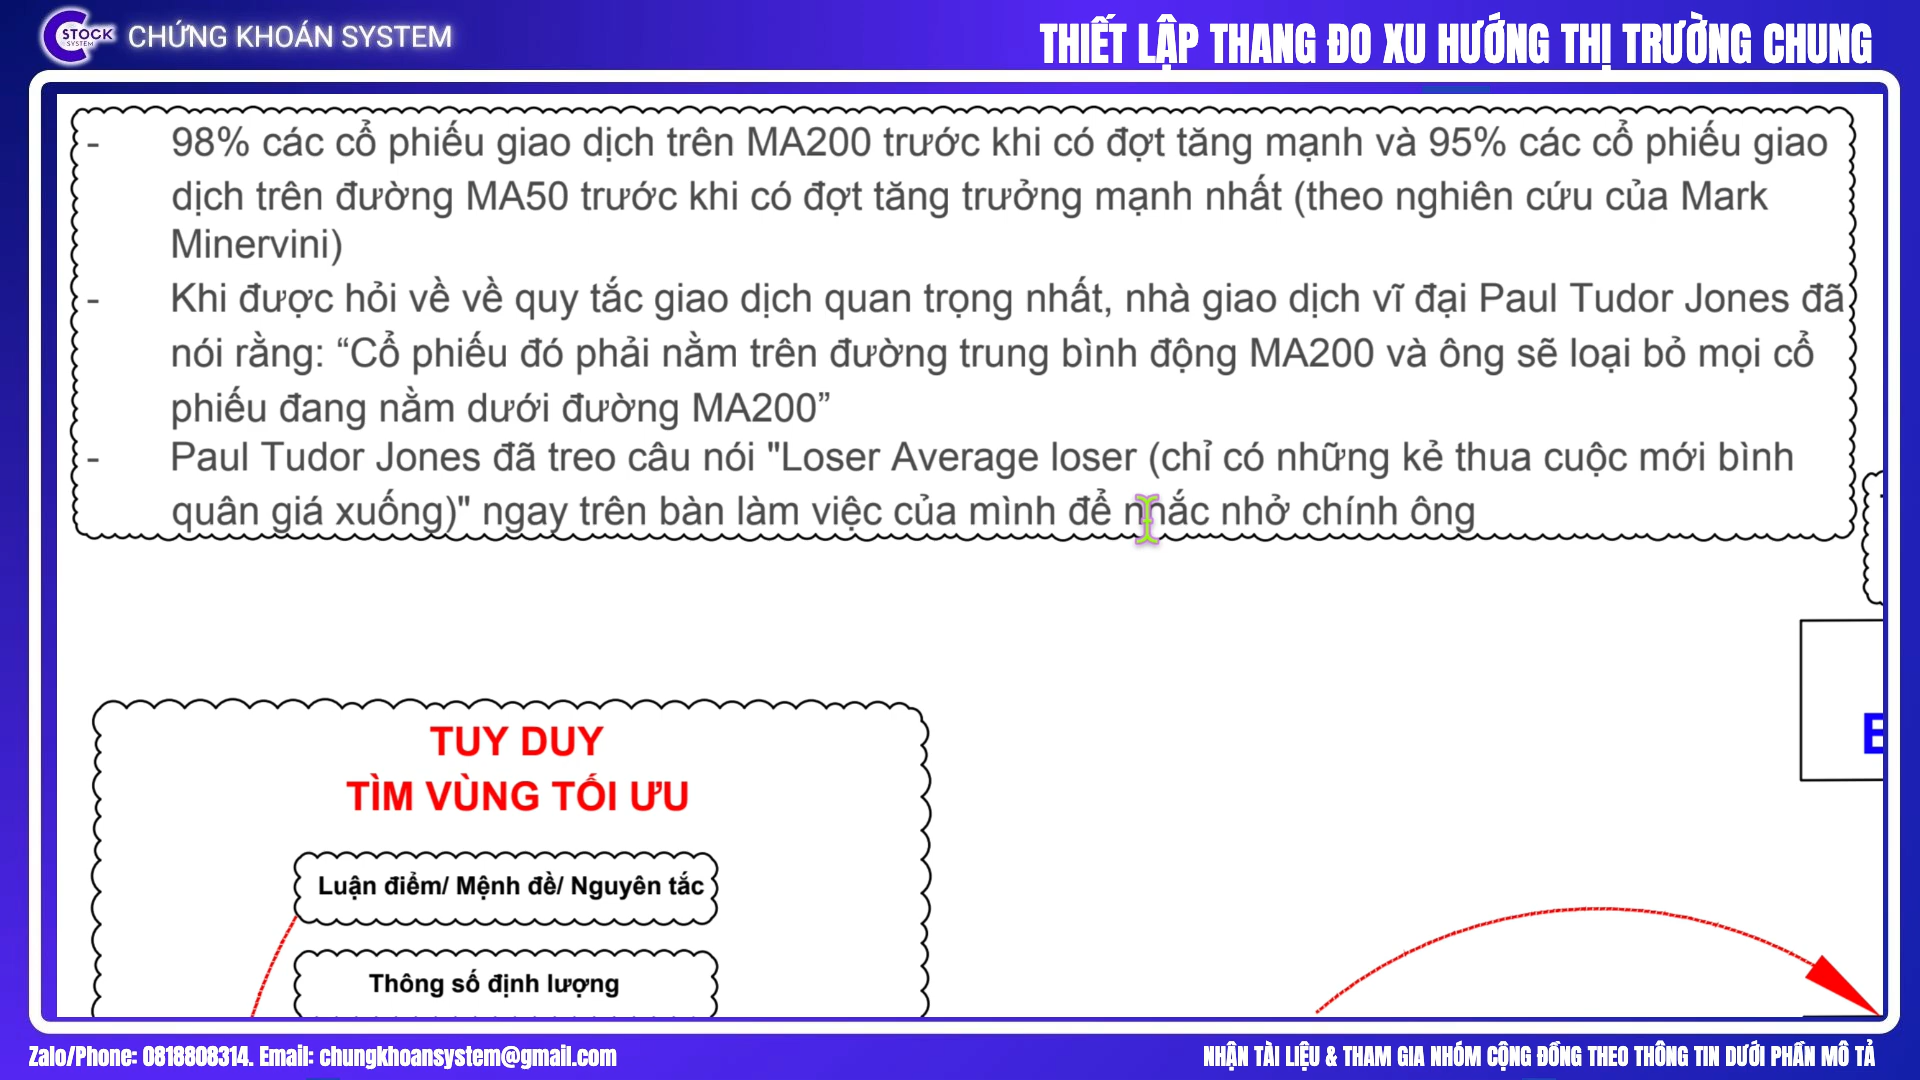 STOCK
SYSTEM
CHỨNG KHOÁN SYSTEM
THIẾT LẬP THANG ĐO XU HƯỚNG THỊ TRƯỜNG CHUNG
- 98% các cổ phiếu giao dịch trên MA200 trước khi có đợt tăng mạnh và 95% các cổ phiếu giao
dịch trên đường MA50 trước khi có đợt tăng trưởng mạnh nhất (theo nghiên cứu của Mark
Minervini)
- Khi được hỏi về về quy tắc giao dịch quan trọng nhất, nhà giao dịch vĩ đại Paul Tudor Jones đã
nói rằng: “Cổ phiếu đó phải nằm trên đường trung bình động MA200 và ông sẽ loại bỏ mọi cổ
phiếu đang nằm dưới đường MA200”
- Paul Tudor Jones đã treo câu nói "Loser Average loser (chỉ có những kẻ thua cuộc mới bình
quân giá xuống)" ngay trên bàn làm việc của mình để nhắc nhở chính ông
TUY DUY
TÌM VÙNG TỐI ƯU
Luận điểm/ Mệnh đề/ Nguyên tắc
Thông số định lượng
Zalo/Phone: 0818808314. Email: chungkhoansystem@gmail.com
NHẬN TÀI LIỆU & THAM GIA NHÓM CỘNG ĐỒNG THEO THÔNG TIN DƯỚI PHẦN MÔ TẢ